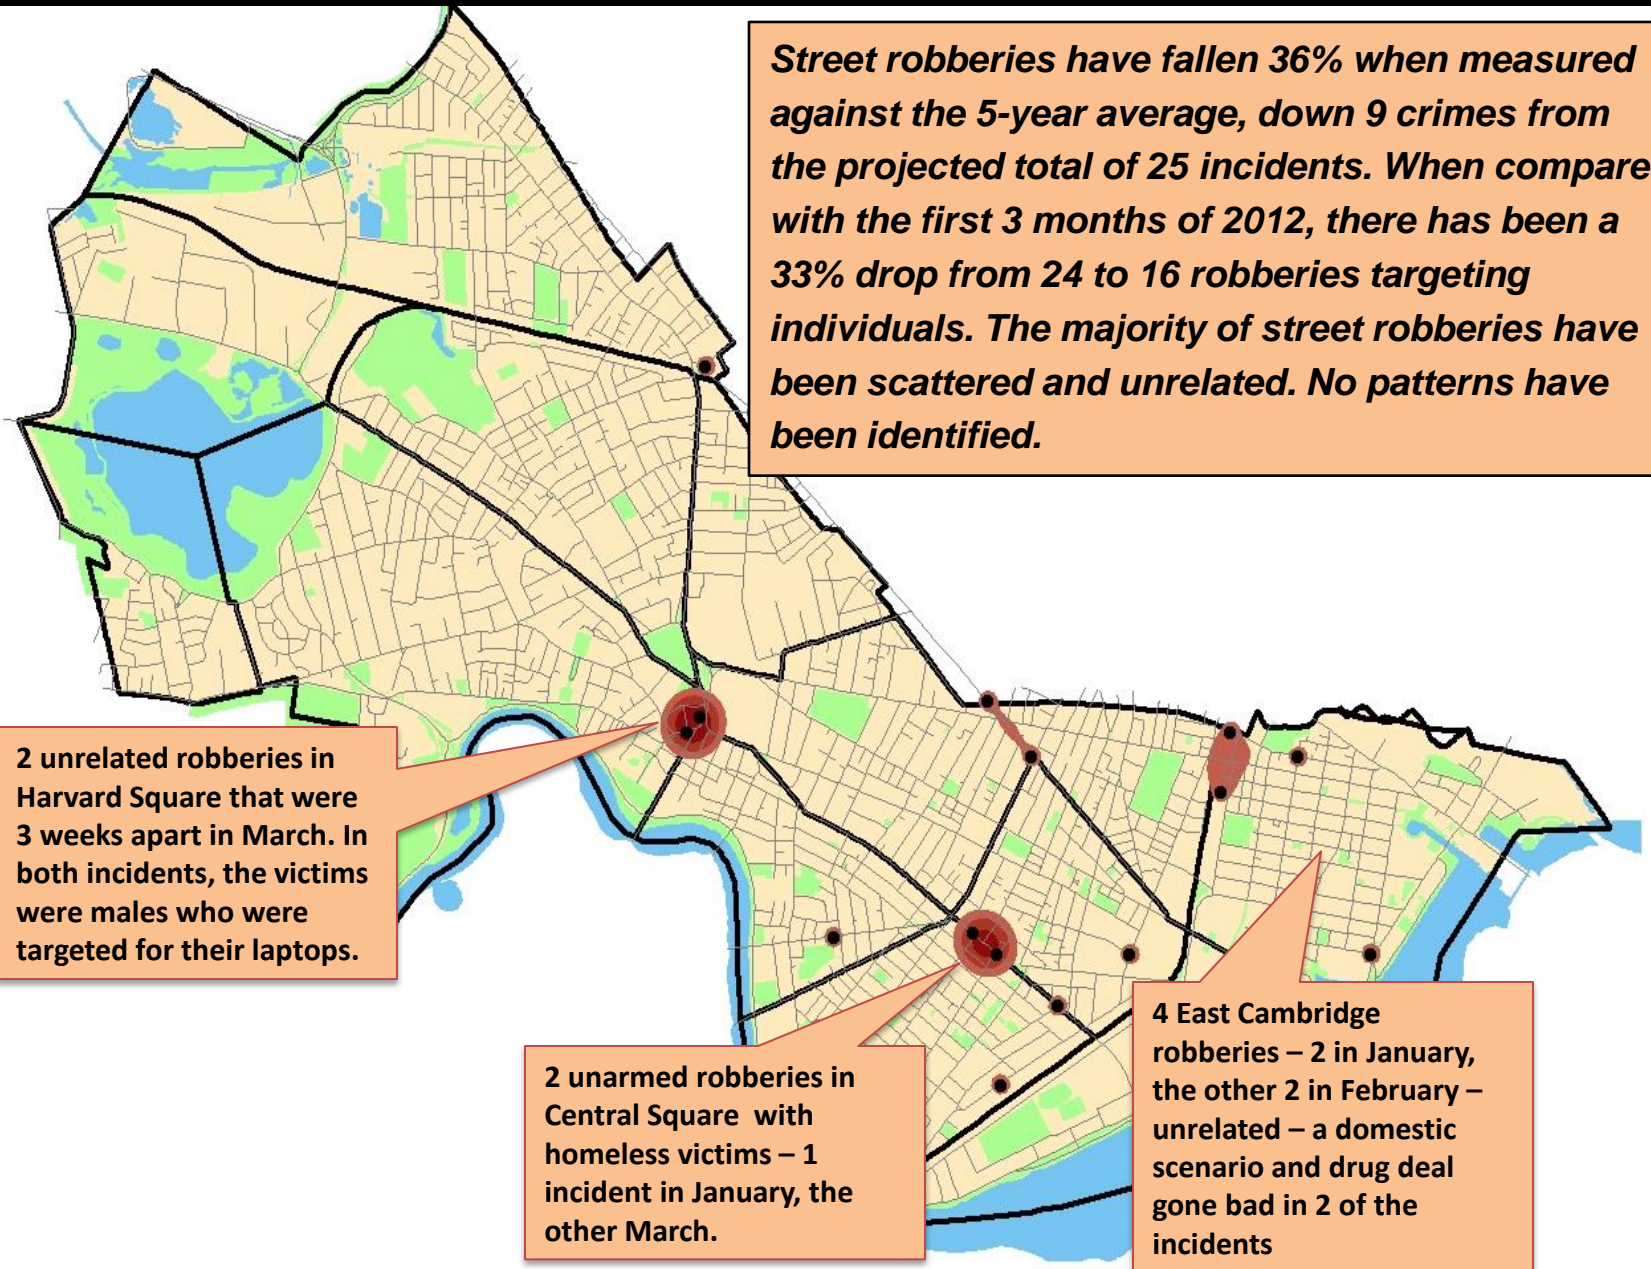 Street robberies have fallen 36% when measured
against the 5-year average, down 9 crimes from
the projected total of 25 incidents. When compare
with the first 3 months of 2012, there has been a
33% drop from 24 to 16 robberies targeting
individuals. The majority of street robberies have
been scattered and unrelated. No patterns have
been identified.
2 unrelated robberies in
Harvard Square that were
3 weeks apart in March. In
both incidents, the victims
were males who were
targeted for their laptops.
2 unarmed robberies in
Central Square with
homeless victims – 1
incident in January, the
other March.
4 East Cambridge
robberies – 2 in January,
the other 2 in February –
unrelated – a domestic
scenario and drug deal
gone bad in 2 of the
incidents